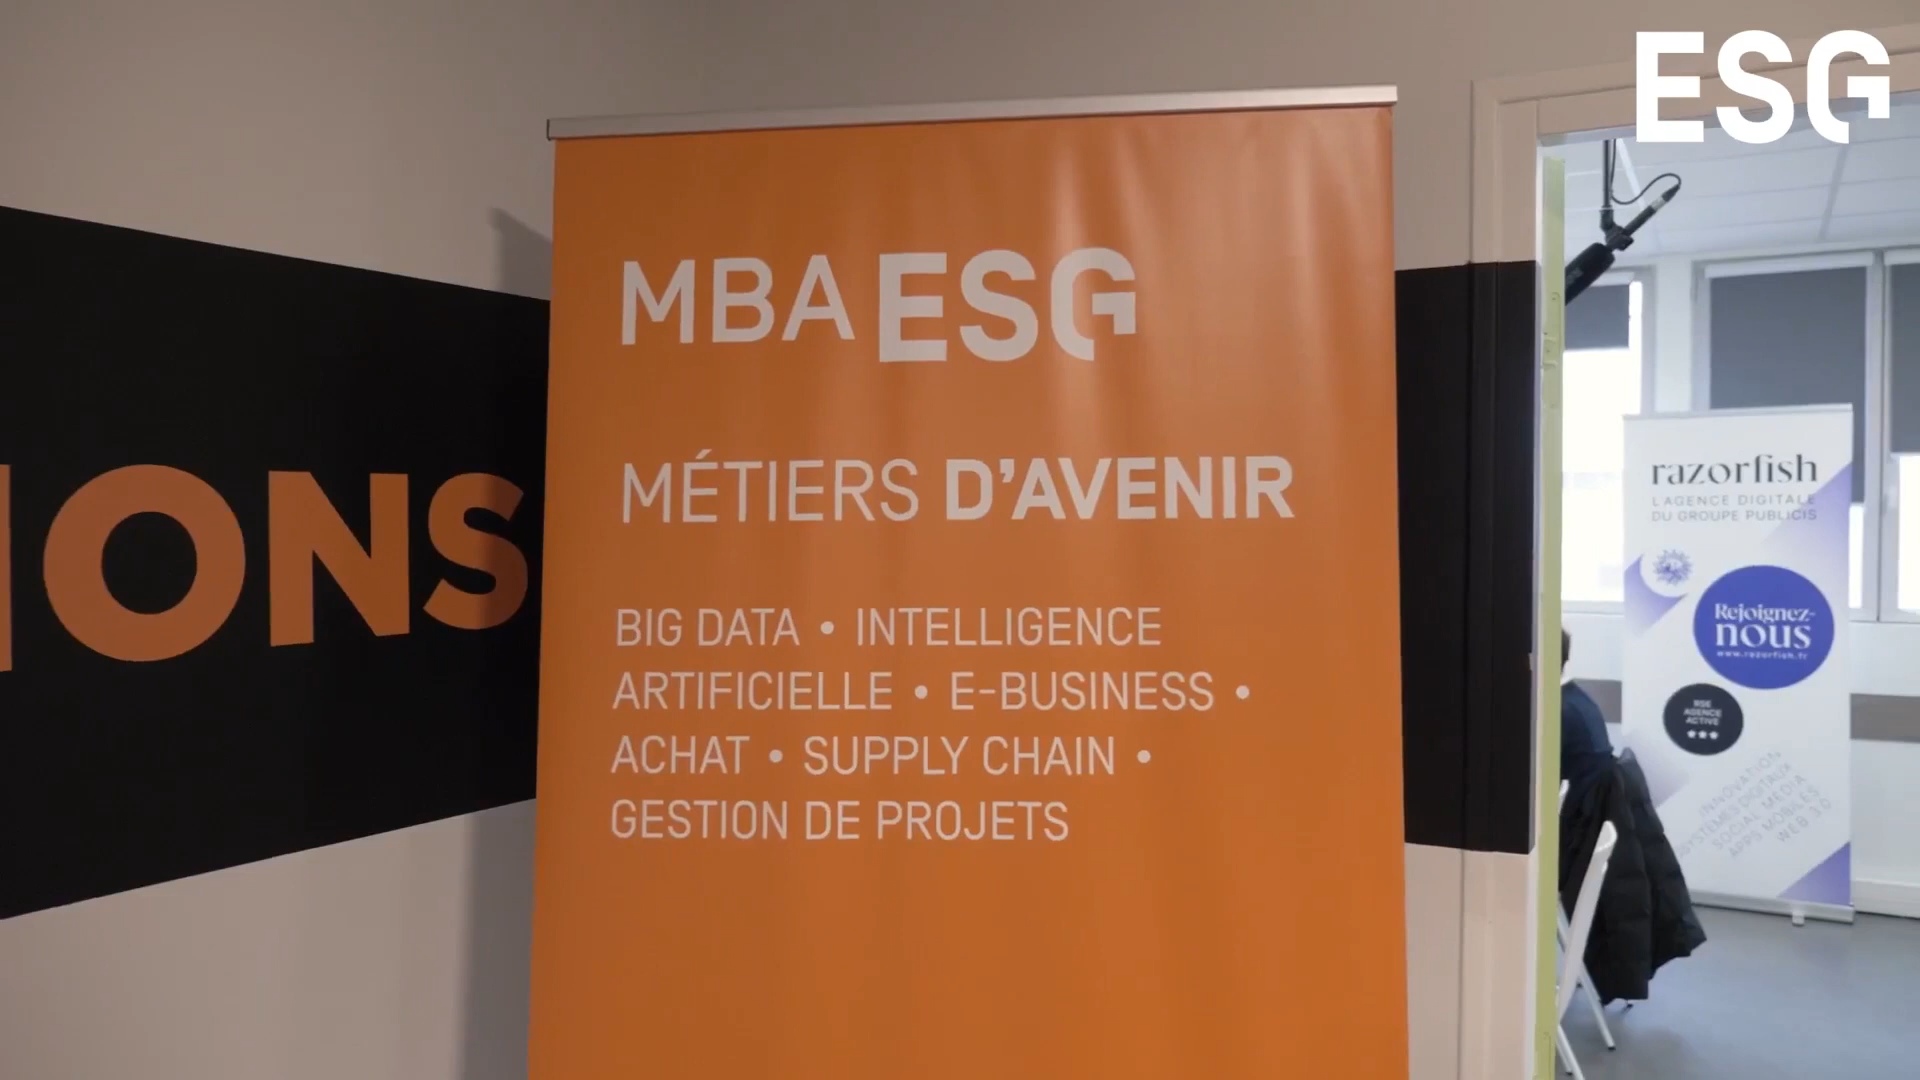 ESG
IONS
MBA ESG
MÉTIERS D'AVENIR
BIG DATA • INTELLIGENCE
ARTIFICIELLE • E-BUSINESS •
ACHAT • SUPPLY CHAIN •
GESTION DE PROJETS
razorfish
L'AGENCE DIGITALE
DU GROUPE PUBLICIS
Rejoignez-
nous
www.razorfish.fr
RSE
AGENCE
ACTIVE
INNOVATION
SYSTÈMES DIGITAUX
SOCIAL MEDIA
APPS MOBILES
WEB 3.0